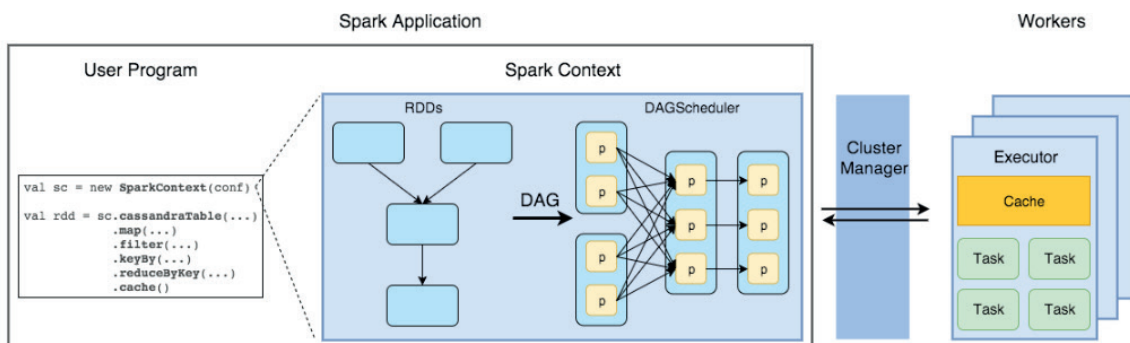 Spark Application
Workers
User Program
Spark Context
RDDs
DAGScheduler
val sc = new SparkContext(conf)
val rdd = sc.cassandraTable(...)
.map(...)
.filter(...)
.keyBy(...)
.reduceByKey(...)
.cache()
DAG
p
p
p
p
p
p
p
p
p
p
Cluster
Manager
Executor
Cache
Task
Task
Task
Task